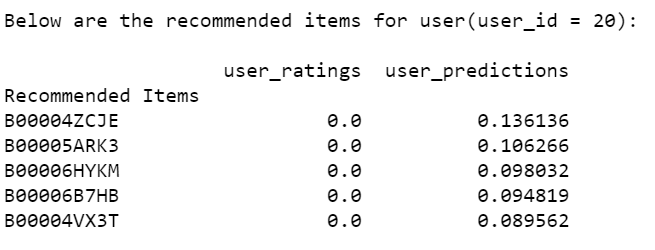 Below are the recommended items for user(user_id = 20):
user_ratings user_predictions
Recommended Items
B00004ZCJE 0.0 0.136136
B00005ARK3 0.0 0.106266
B00006HYKM 0.0 0.098032
B00006B7HB 0.0 0.094819
B00004VX3T 0.0 0.089562